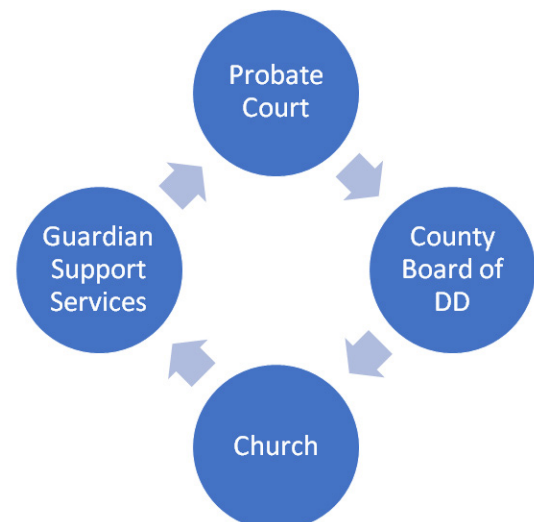 Probate
Court
Guardian
Support
Services
County
Board of
DD
Church